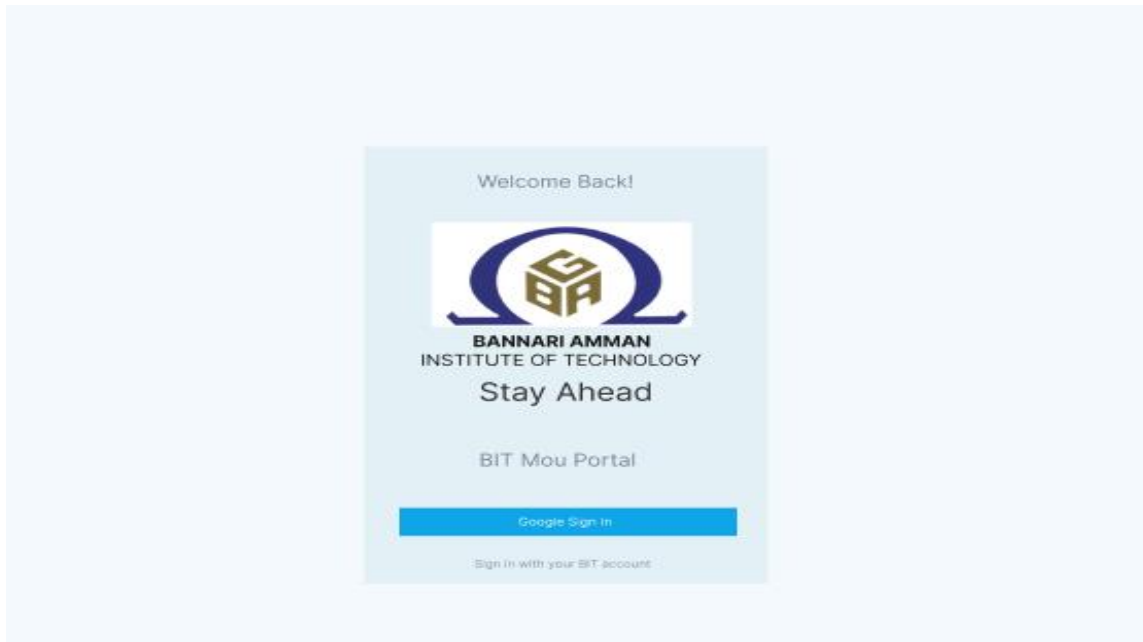 Welcome Back!
GBA
BANNARI AMMAN
INSTITUTE OF TECHNOLOGY
Stay Ahead
BIT Mou Portal
Google Sign In
Sign in with your BIT account